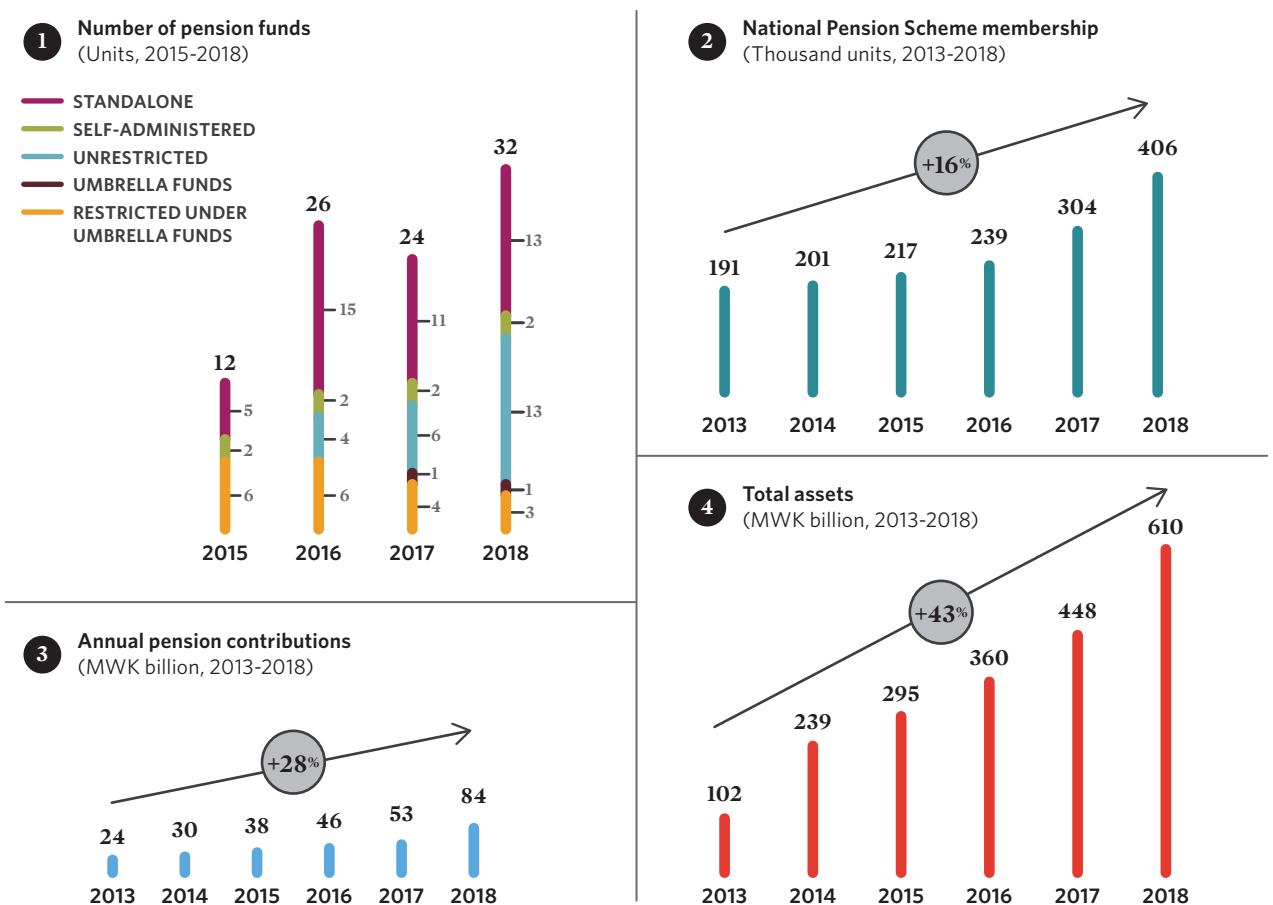 1
Number of pension funds
(Units, 2015-2018)
STANDALONE
SELF-ADMINISTERED
UNRESTRICTED
UMBRELLA FUNDS
RESTRICTED UNDER
UMBRELLA FUNDS
12
5
2
6
26
15
2
4
6
24
11
2
6
1
4
32
13
2
13
1
3
2015 2016 2017 2018
2
National Pension Scheme membership
(Thousand units, 2013-2018)
+16%
191 201 217 239 304 406
2013 2014 2015 2016 2017 2018
3
Annual pension contributions
(MWK billion, 2013-2018)
+28%
24 30 38 46 53 84
2013 2014 2015 2016 2017 2018
4
Total assets
(MWK billion, 2013-2018)
+43%
102 239 295 360 448 610
2013 2014 2015 2016 2017 2018